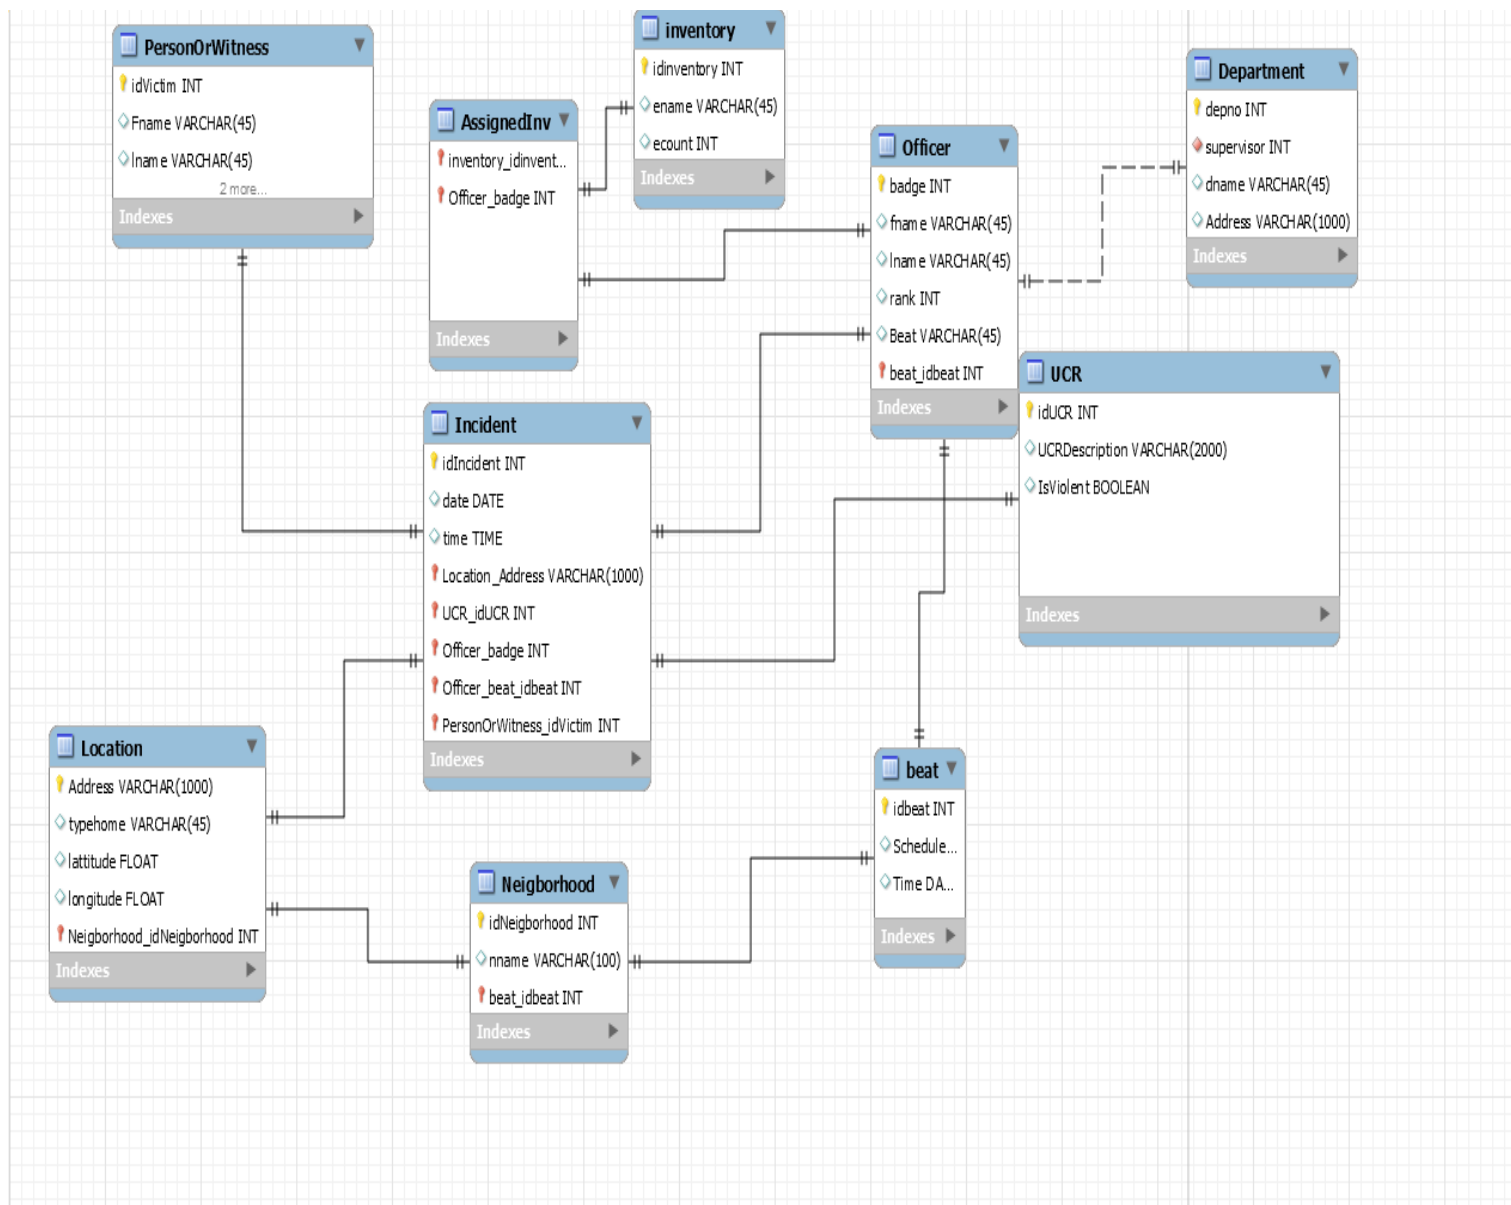 PersonOrWitness
idVictim INT
Fname VARCHAR(45)
lname VARCHAR(45)
2 more...
Indexes
AssignedInv
inventory_idinvent...
Officer_badge INT
Indexes
inventory
idinventory INT
ename VARCHAR(45)
ecount INT
Indexes
Officer
badge INT
fname VARCHAR(45)
lname VARCHAR(45)
rank INT
Beat VARCHAR(45)
beat_idbeat INT
Indexes
Department
depno INT
supervisor INT
dname VARCHAR(45)
Address VARCHAR(1000)
Indexes
UCR
idUCR INT
UCRDescription VARCHAR(2000)
IsViolent BOOLEAN
Indexes
Incident
idIncident INT
date DATE
time TIME
Location_Address VARCHAR(1000)
UCR_idUCR INT
Officer_badge INT
Officer_beat_idbeat INT
PersonOrWitness_idVictim INT
Indexes
Location
Address VARCHAR(1000)
typehome VARCHAR(45)
lattitude FLOAT
longitude FLOAT
Neigborhood_idNeigborhood INT
Indexes
Neigborhood
idNeigborhood INT
nname VARCHAR(100)
beat_idbeat INT
Indexes
beat
idbeat INT
Schedule...
Time DA...
Indexes